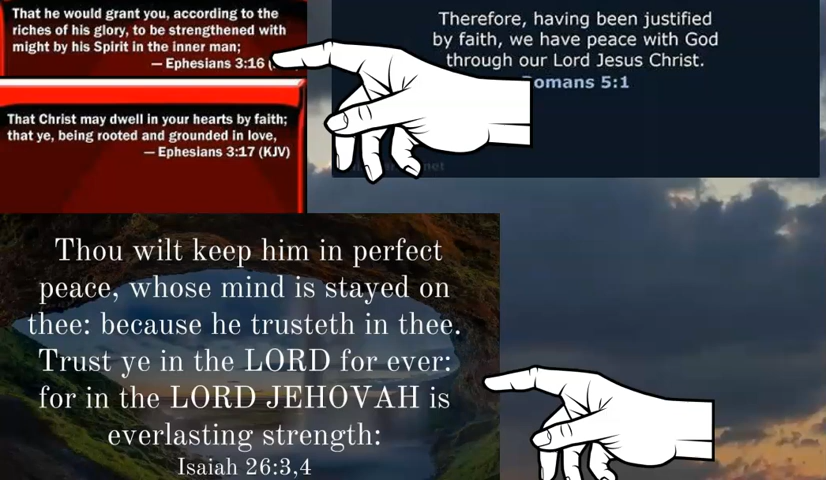 That he would grant you, according to the
riches of his glory, to be strengthened with
might by his Spirit in the inner man;
— Ephesians 3:16 (
That Christ may dwell in your hearts by faith;
that ye, being rooted and grounded in love,
— Ephesians 3:17 (KJV)
Therefore, having been justified
by faith, we have peace with God
through our Lord Jesus Christ.
Romans 5:1
Thou wilt keep him in perfect
peace, whose mind is stayed on
thee: because he trusteth in thee.
Trust ye in the LORD for ever:
for in the LORD JEHOVAH is
everlasting strength:
Isaiah 26:3,4